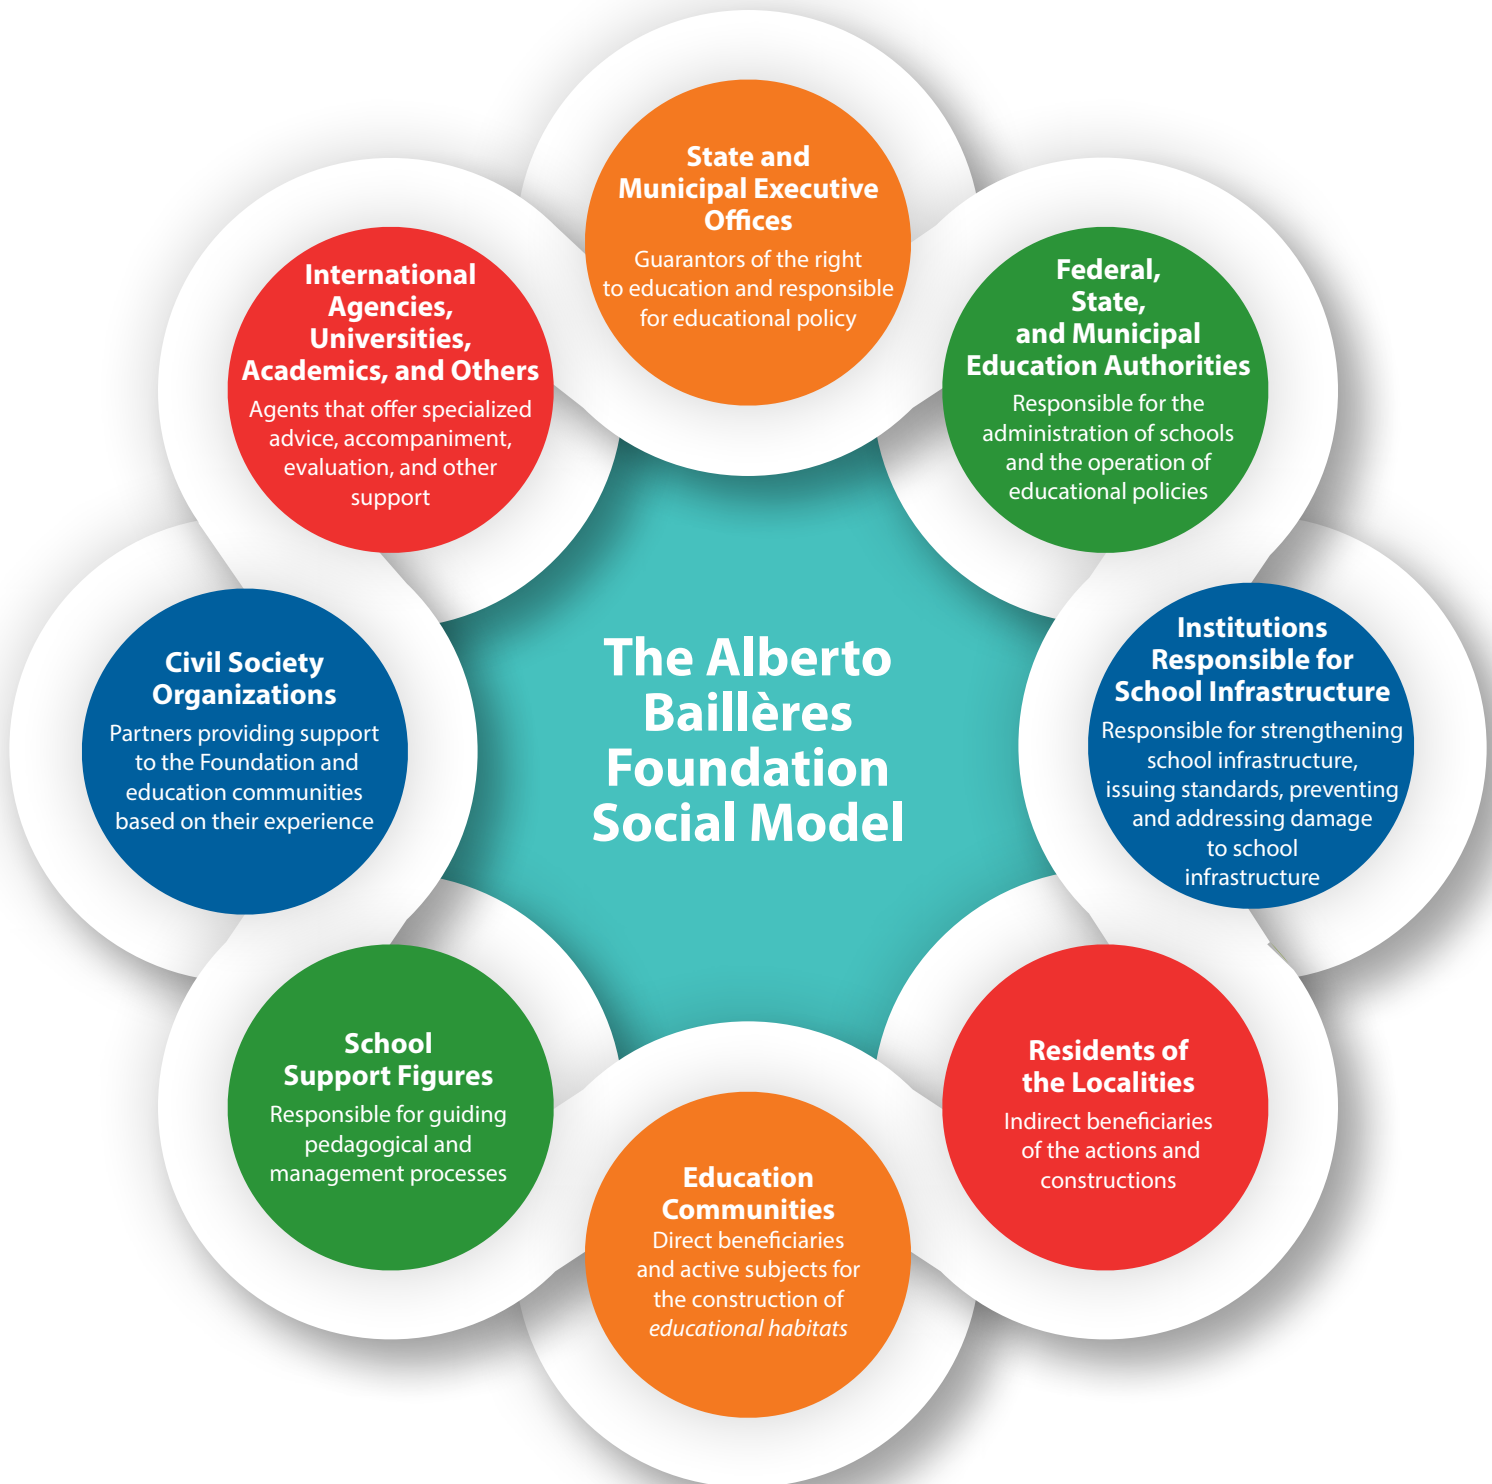 State and
Municipal Executive
Offices
Guarantors of the right
to education and responsible
for educational policy
Federal,
State,
and Municipal
Education Authorities
Responsible for the
administration of schools
and the operation of
educational policies
Institutions
Responsible for
School Infrastructure
Responsible for strengthening
school infrastructure,
issuing standards, preventing
and addressing damage
to school
infrastructure
Residents of
the Localities
Indirect beneficiaries
of the actions and
constructions
Education
Communities
Direct beneficiaries
and active subjects for
the construction of
educational habitats
School
Support Figures
Responsible for guiding
pedagogical and
management processes
Civil Society
Organizations
Partners providing support
to the Foundation and
education communities
based on their experience
International
Agencies,
Universities,
Academics, and Others
Agents that offer specialized
advice, accompaniment,
evaluation, and other
support
The Alberto
Baillères
Foundation
Social Model